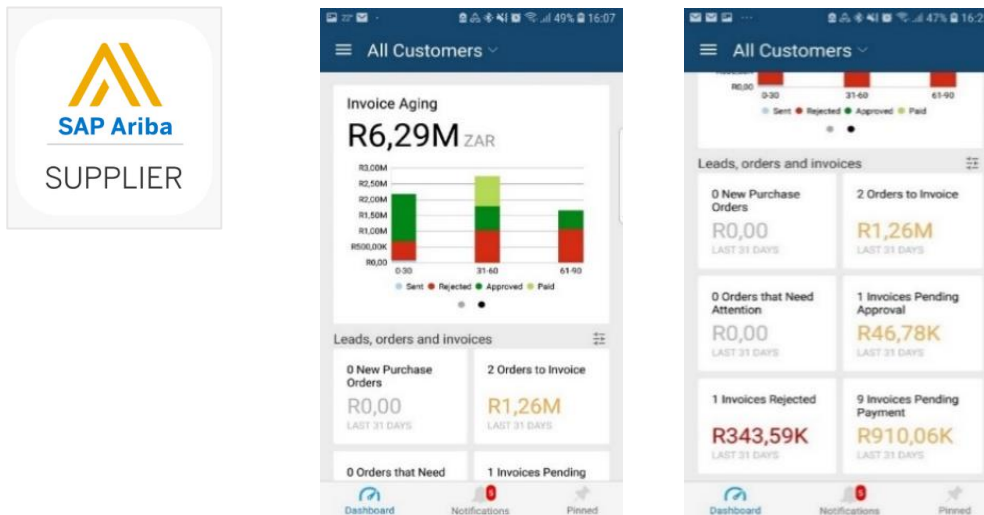 SAP Ariba
SUPPLIER
49% 16:07
All Customers
Invoice Aging
R6,29M ZAR
R3,00M
R2,50M
R2,00M
R1,50M
R1,00M
R500,00K
R0,00
0-30 31-60 61-90
Sent Rejected Approved Paid
Leads, orders and invoices
0 New Purchase
Orders
R0,00
LAST 31 DAYS
2 Orders to Invoice
R1,26M
LAST 31 DAYS
0 Orders that Need
1 Invoices Pending
Dashboard
5
Notifications
Pinned
47% 16:2
All Customers
R0,00
0-30 31-60 61-90
Sent Rejected Approved Paid
Leads, orders and invoices
0 New Purchase
Orders
R0,00
LAST 31 DAYS
2 Orders to Invoice
R1,26M
LAST 31 DAYS
0 Orders that Need
Attention
R0,00
LAST 31 DAYS
1 Invoices Pending
Approval
R46,78K
LAST 31 DAYS
1 Invoices Rejected
R343,59K
LAST 31 DAYS
9 Invoices Pending
Payment
R910,06K
LAST 31 DAYS
Dashboard
5
Notifications
Pinned